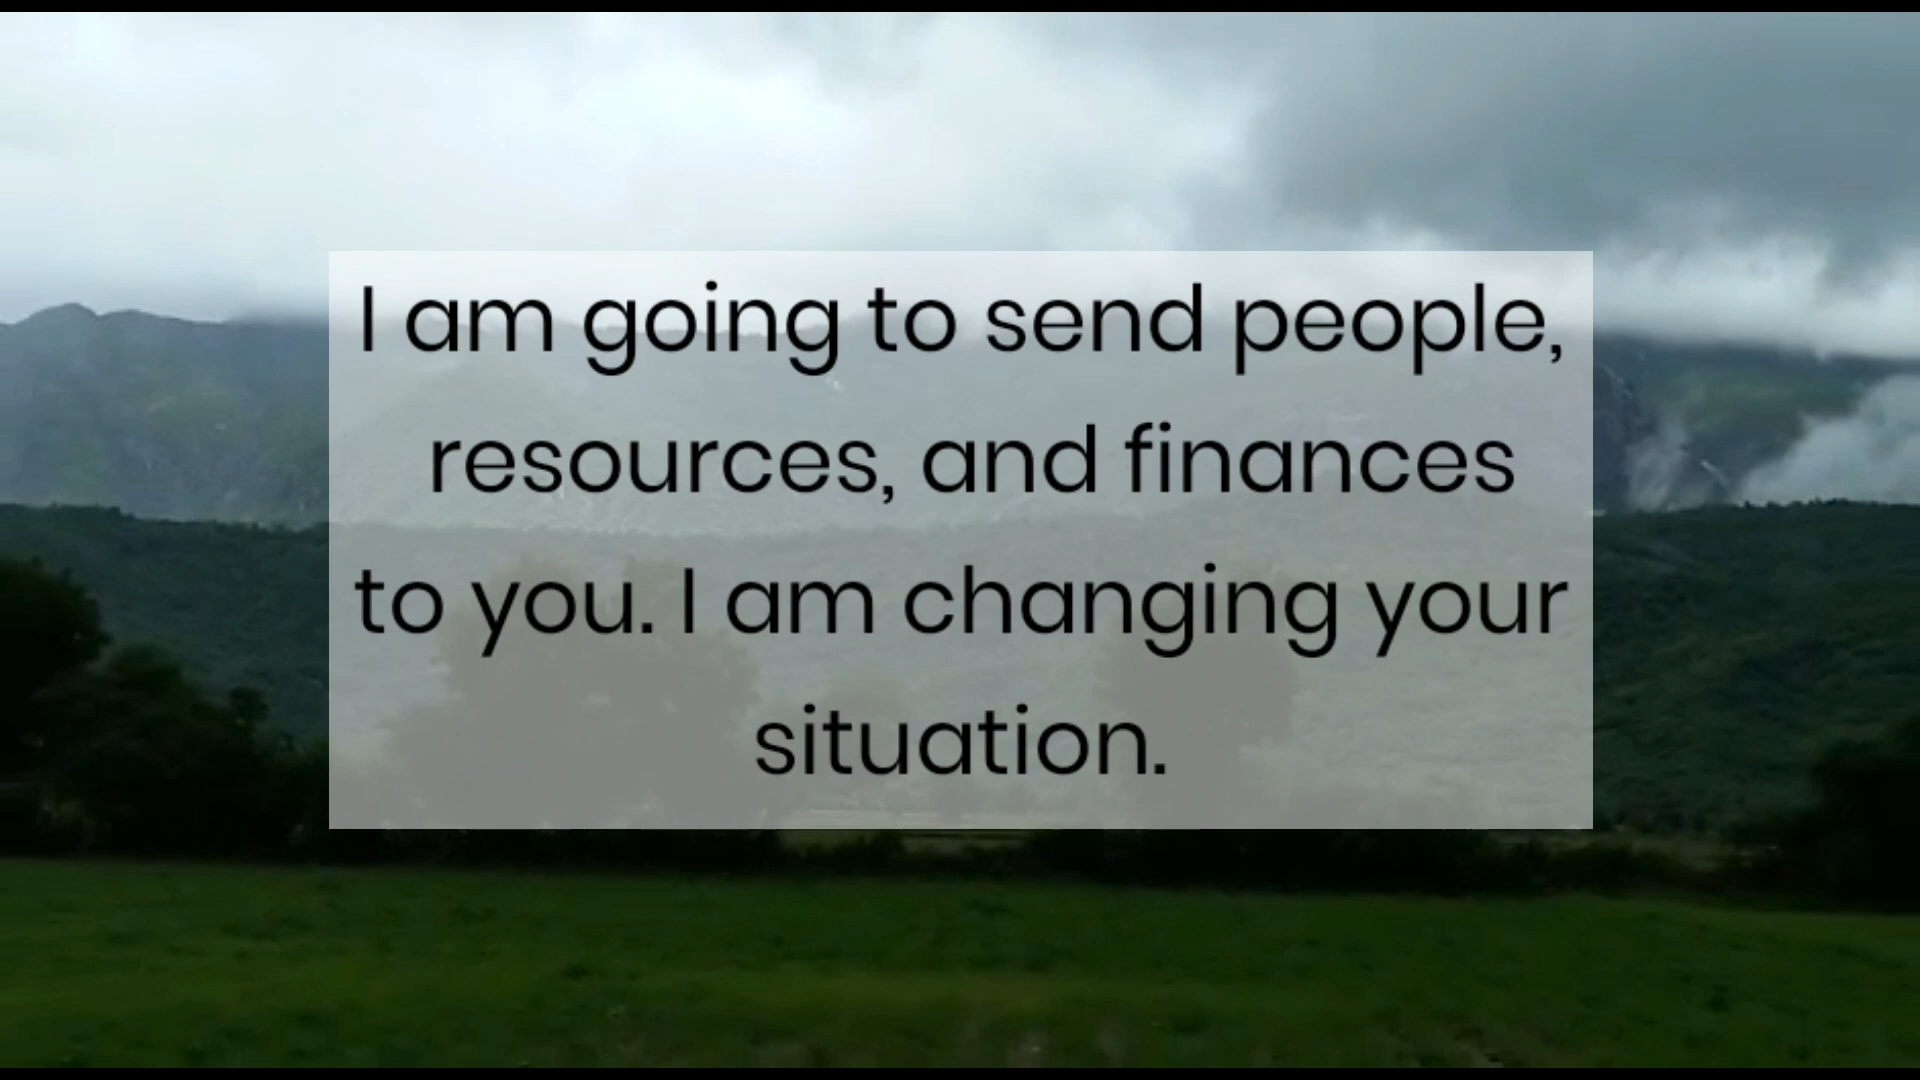 I am going to send people,
resources, and finances
to you. I am changing your
situation.